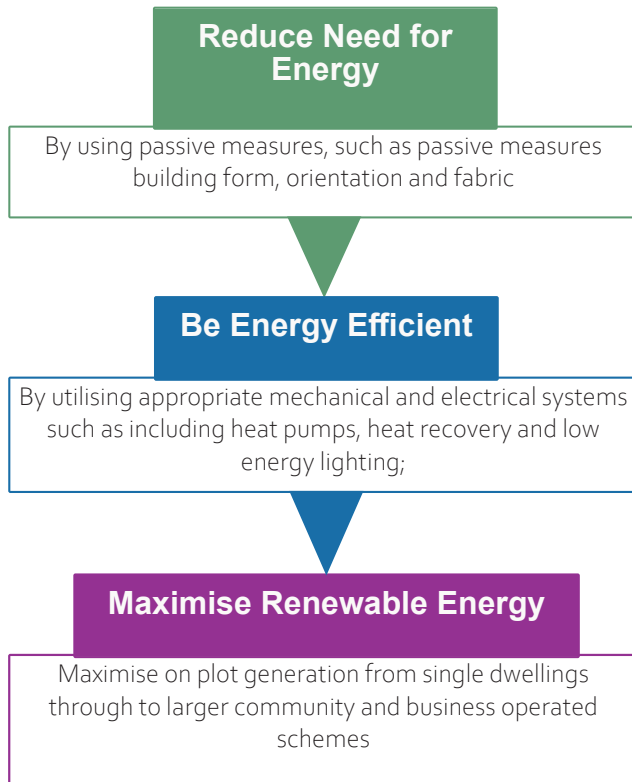 Reduce Need for
Energy
By using passive measures, such as passive measures
building form, orientation and fabric
Be Energy Efficient
By utilising appropriate mechanical and electrical systems
such as including heat pumps, heat recovery and low
energy lighting;
Maximise Renewable Energy
Maximise on plot generation from single dwellings
through to larger community and business operated
schemes